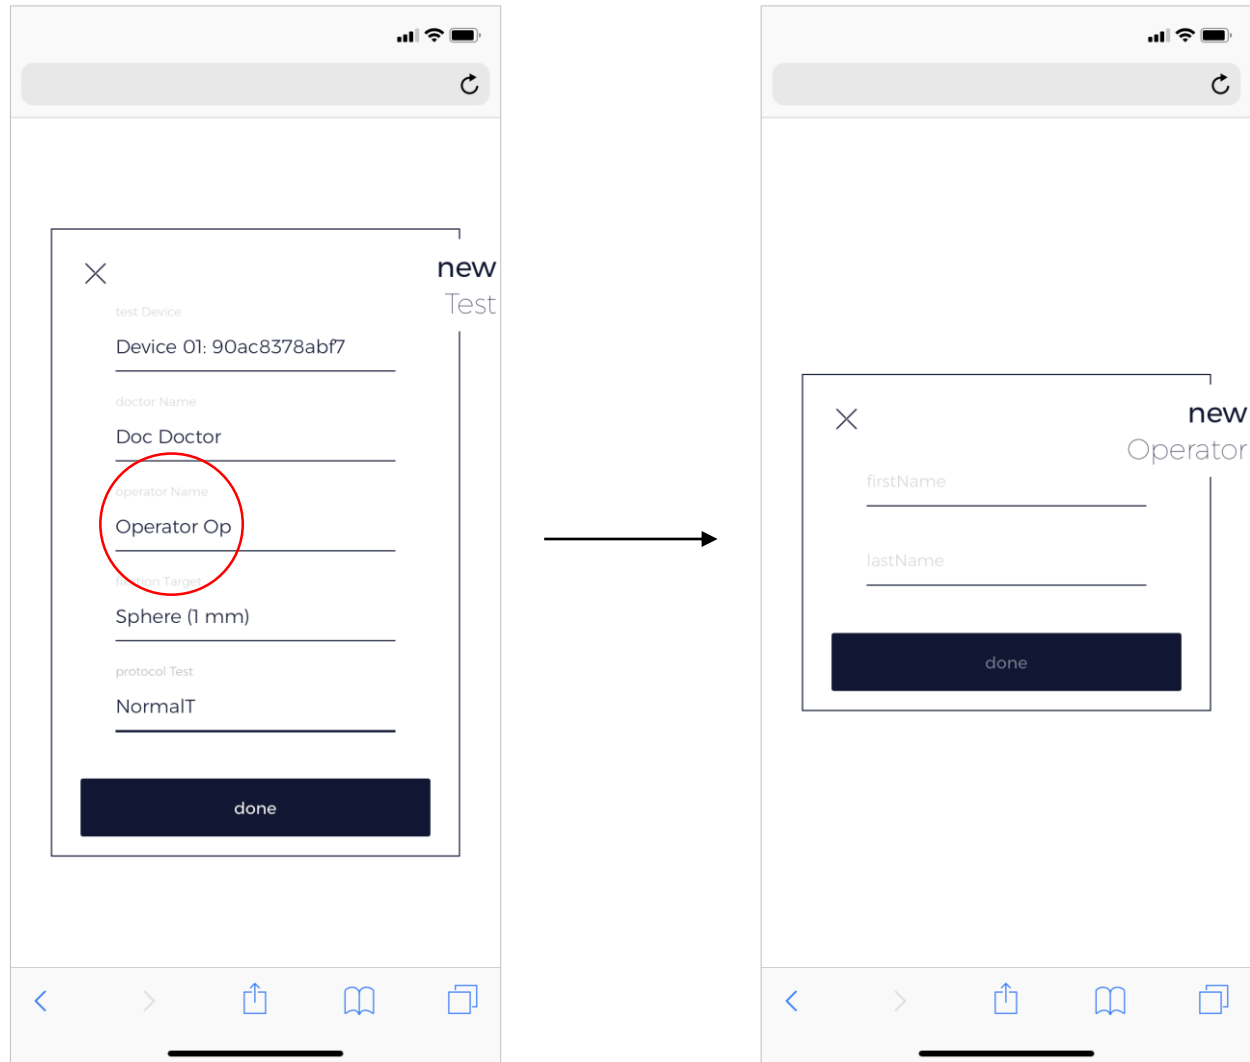 new
Test
test Device
Device 01: 90ac8378abf7
doctor Name
Doc Doctor
operator Name
Operator Op
Target
Sphere (1 mm)
protocol Test
NormalT
done
new
Operator
firstName
lastName
done